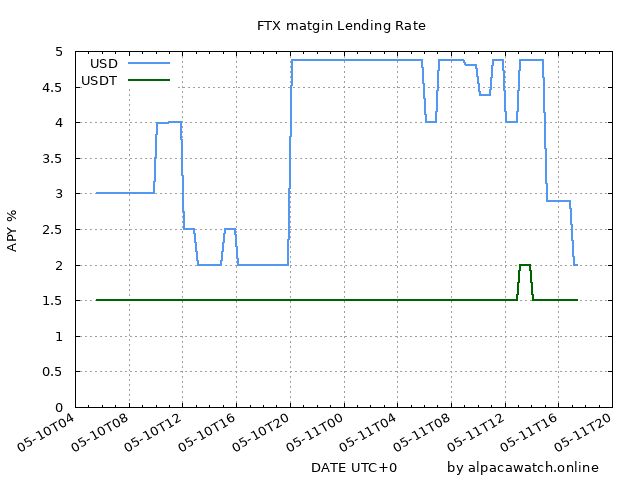 FTX matgin Lending Rate
USD
USDT
5
4.5
4
3.5
3
2.5
2
1.5
1
0.5
0
APY %
05-10T04 05-10T08 05-10T12 05-10T16 05-10T20 05-11T00 05-11T04 05-11T08 05-11T12 05-11T16 05-11T20
DATE UTC+0 by alpacawatch.online